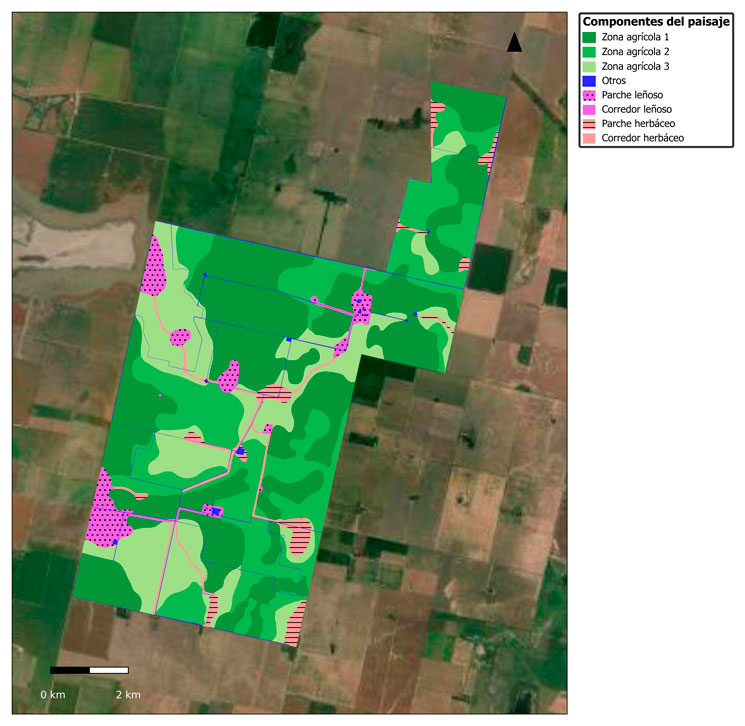 Componentes del paisaje
Zona agrícola 1
Zona agrícola 2
Zona agrícola 3
Otros
Parche leñoso
Corredor leñoso
Parche herbáceo
Corredor herbáceo
0 km 2 km